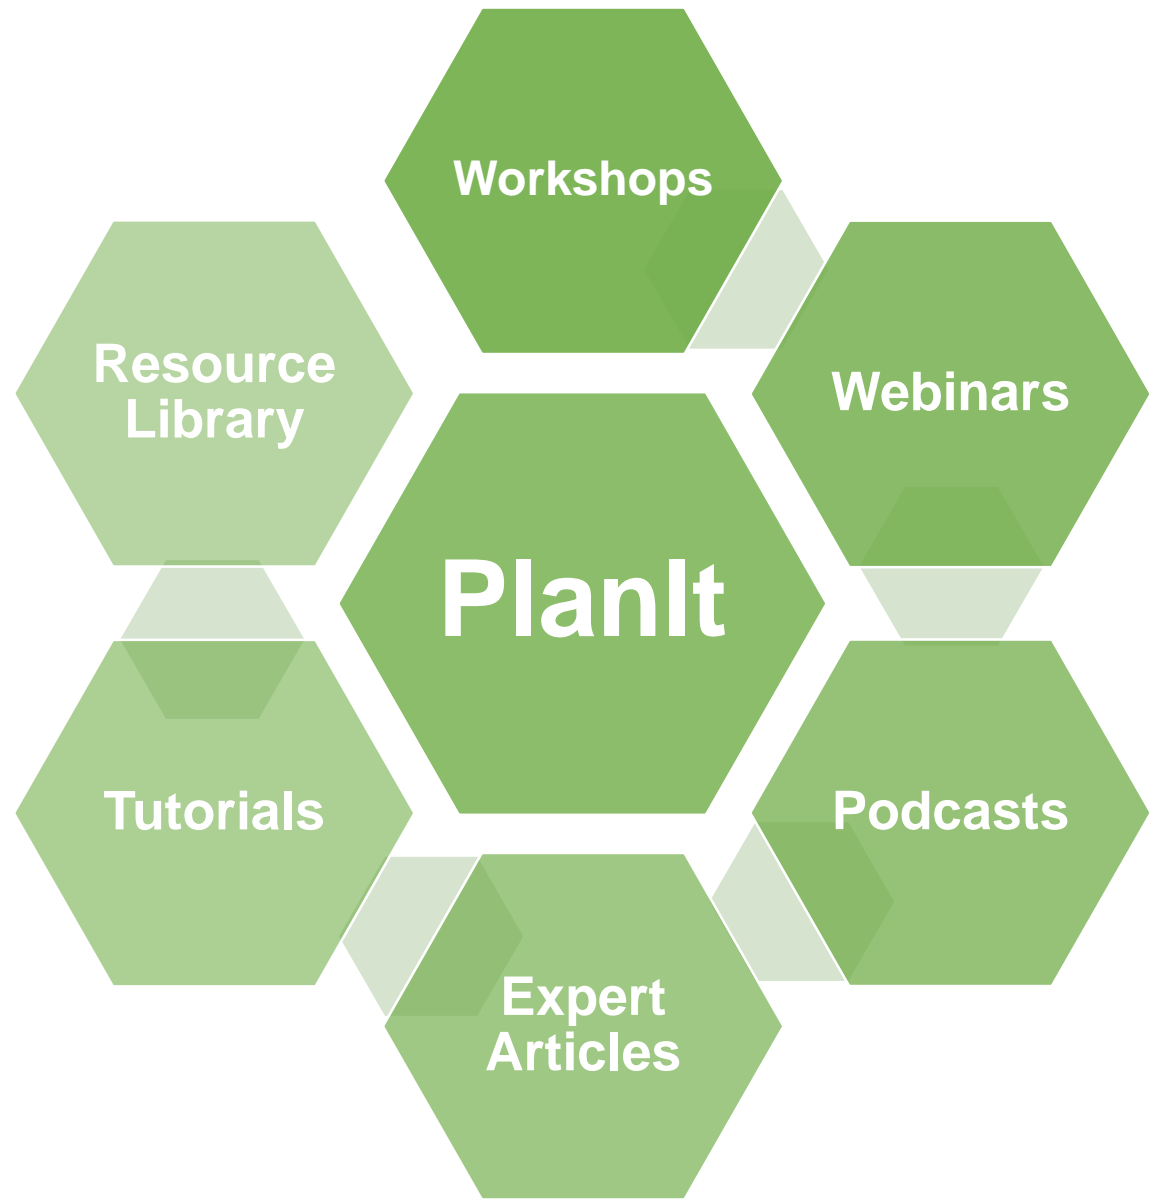 Workshops
Resource
Library
Webinars
PlanIt
Tutorials
Podcasts
Expert
Articles